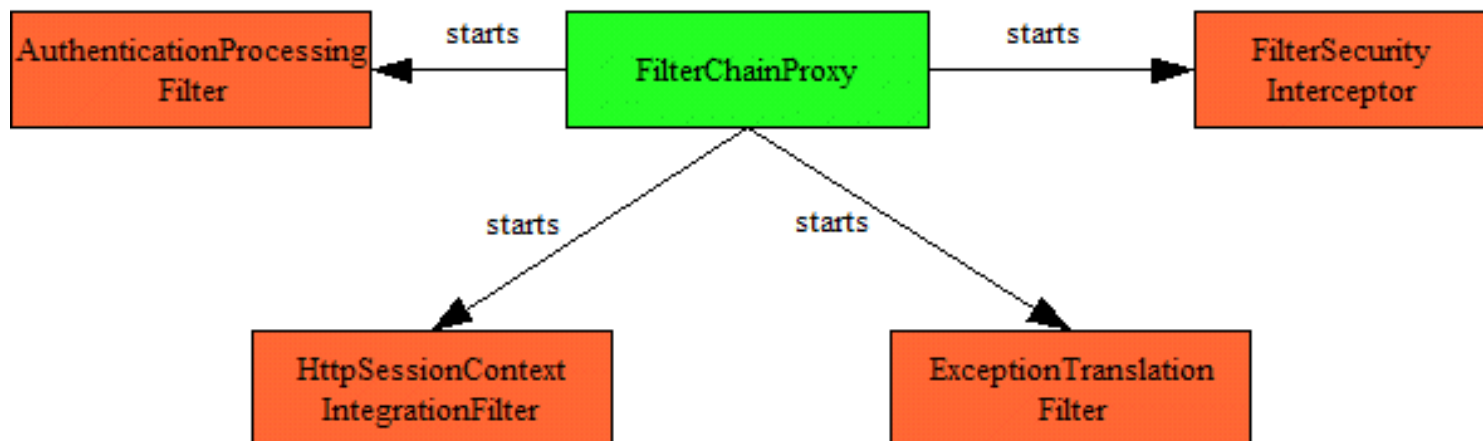 AuthenticationProcessing
Filter
starts
FilterChainProxy
starts
FilterSecurity
Interceptor
starts
starts
HttpSessionContext
IntegrationFilter
ExceptionTranslation
Filter